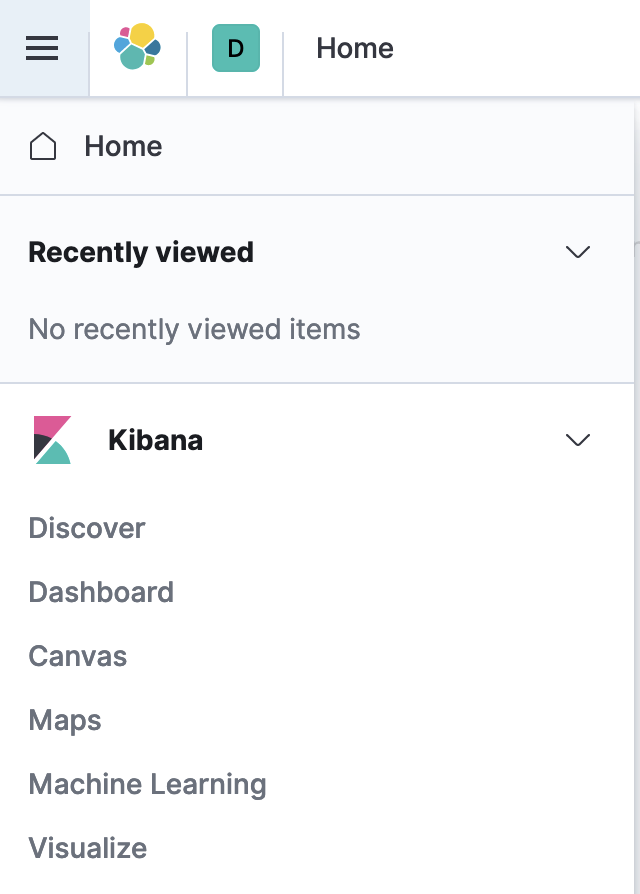 D
Home
Home
Recently viewed
No recently viewed items
Kibana
Discover
Dashboard
Canvas
Maps
Machine Learning
Visualize